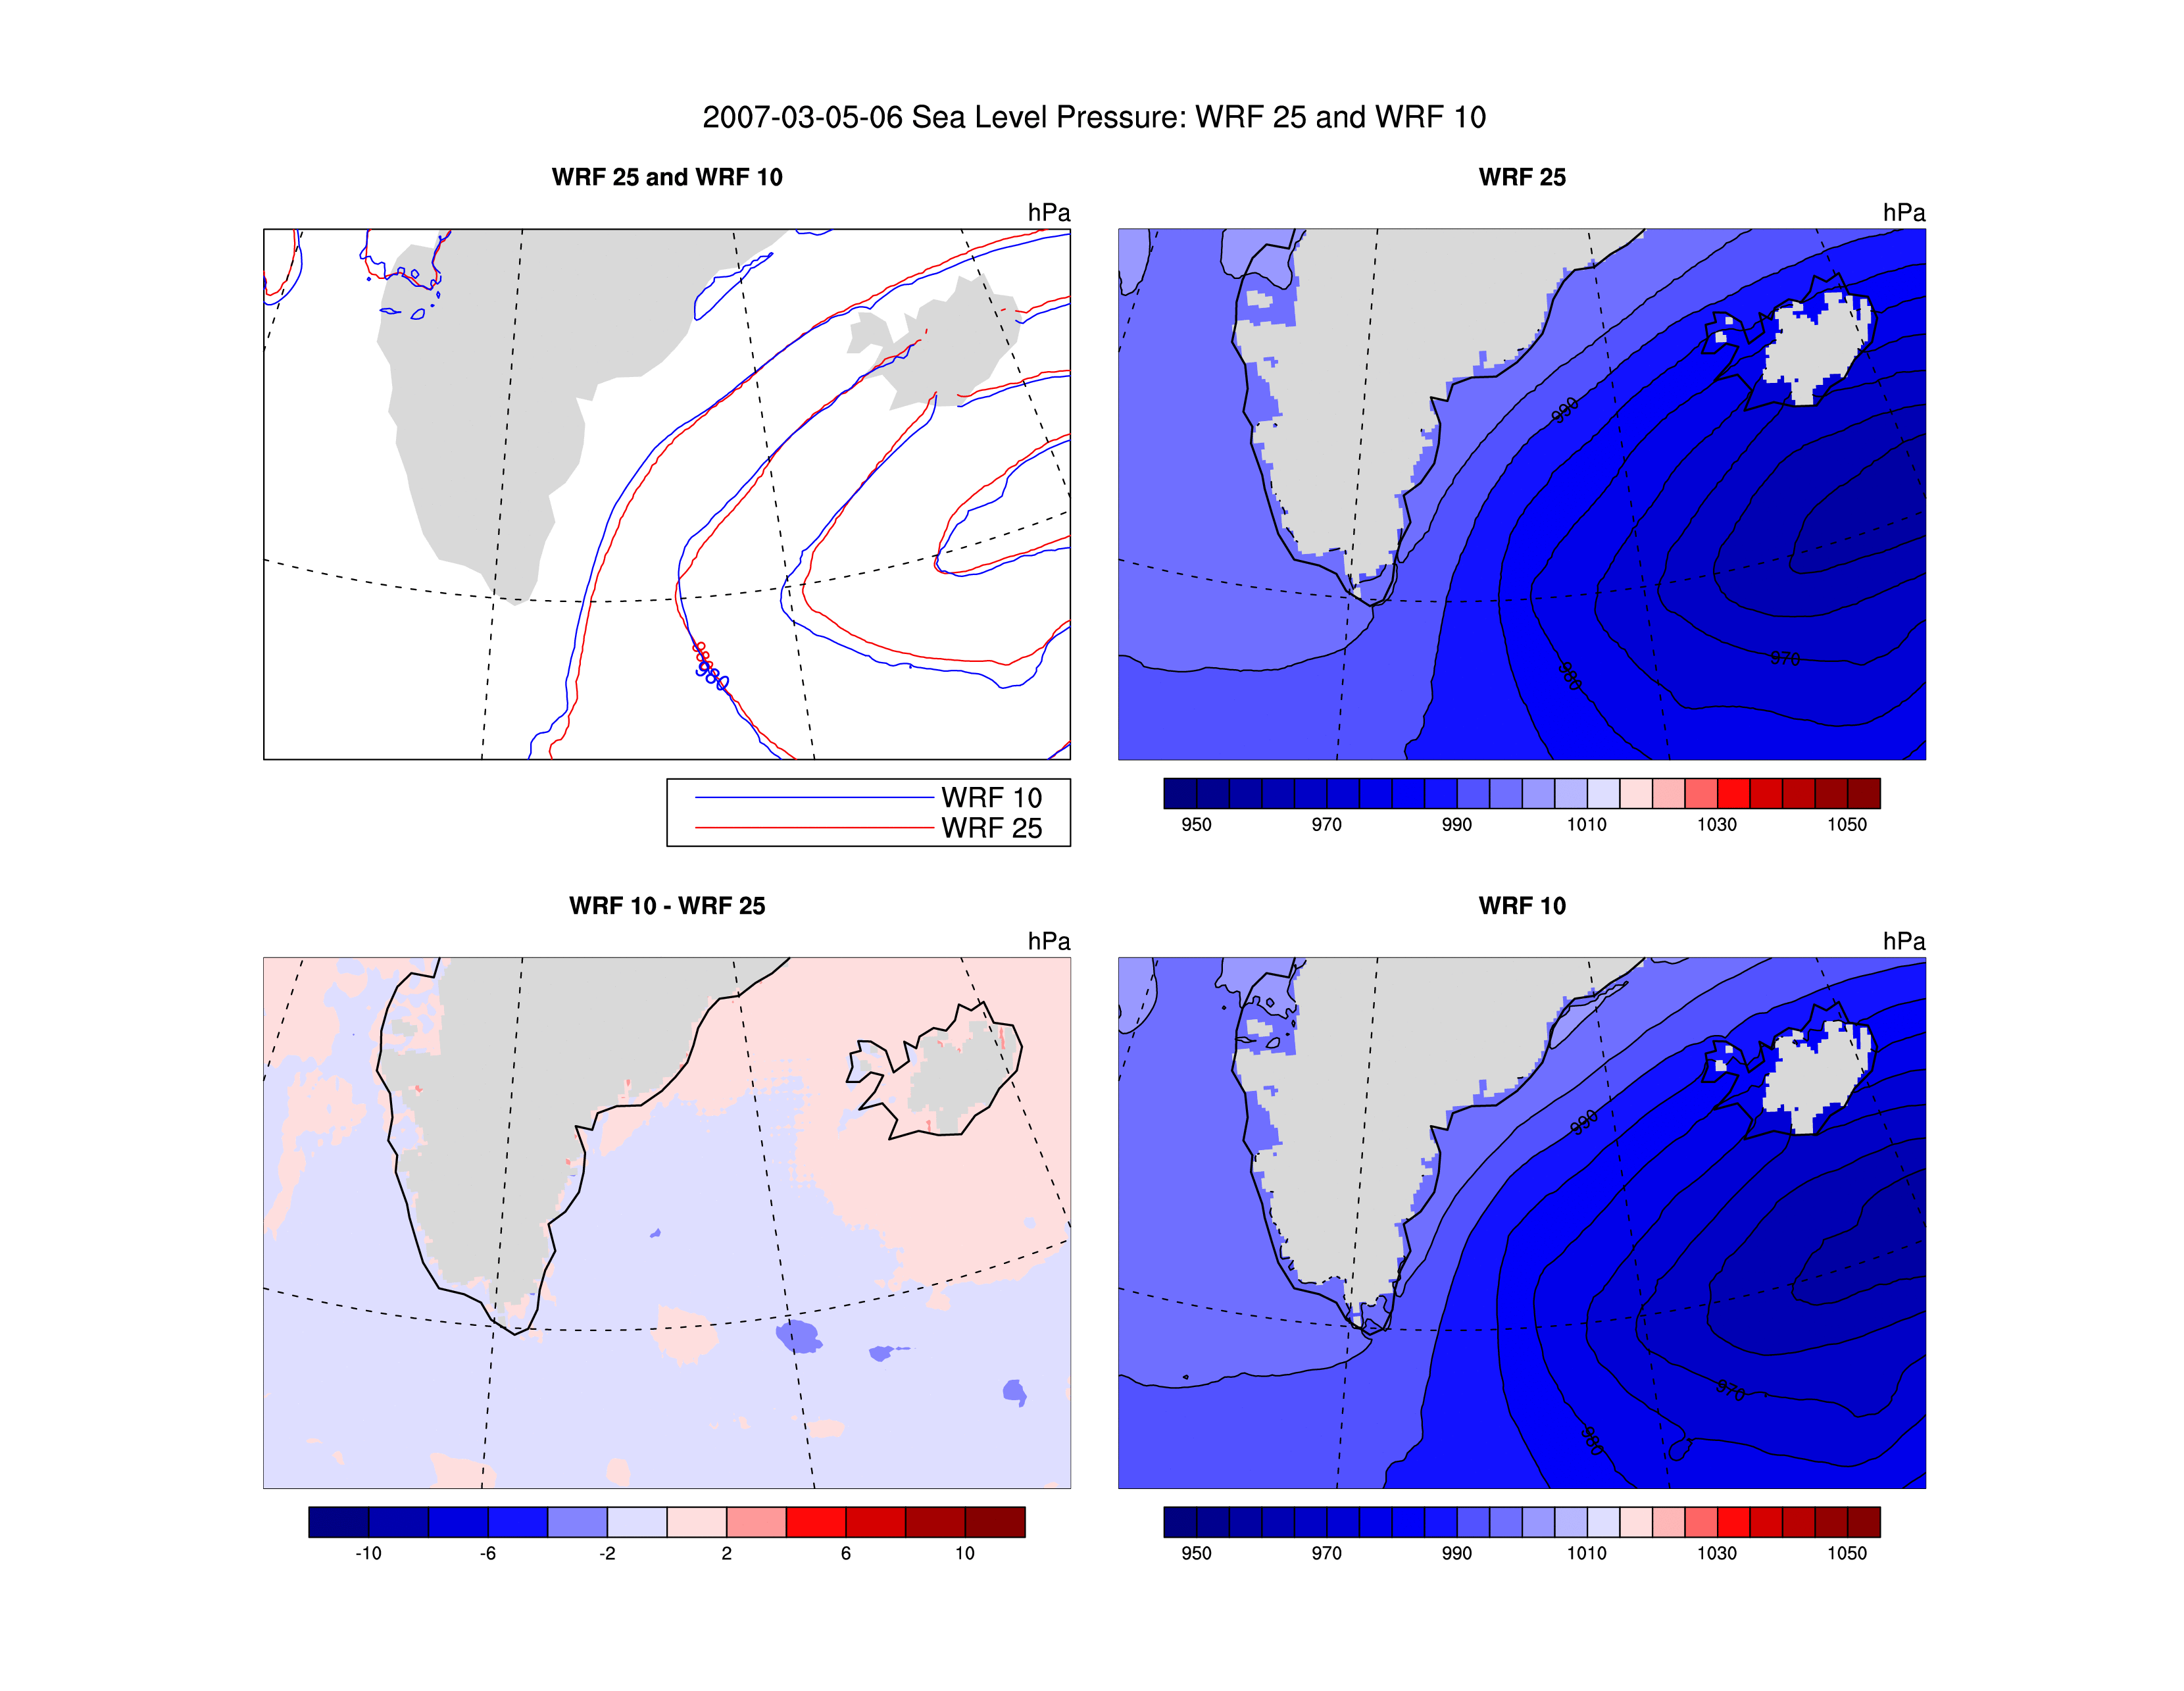 2007-03-05-06 Sea Level Pressure: WRF 25 and WRF 10
WRF 25 and WRF 10
hPa
980
980
WRF 10
WRF 25
WRF 25
hPa
990
980
970
950 970 990 1010 1030 1050
WRF 10 - WRF 25
hPa
-10 -6 -2 2 6 10
WRF 10
hPa
990
970
980
950 970 990 1010 1030 1050